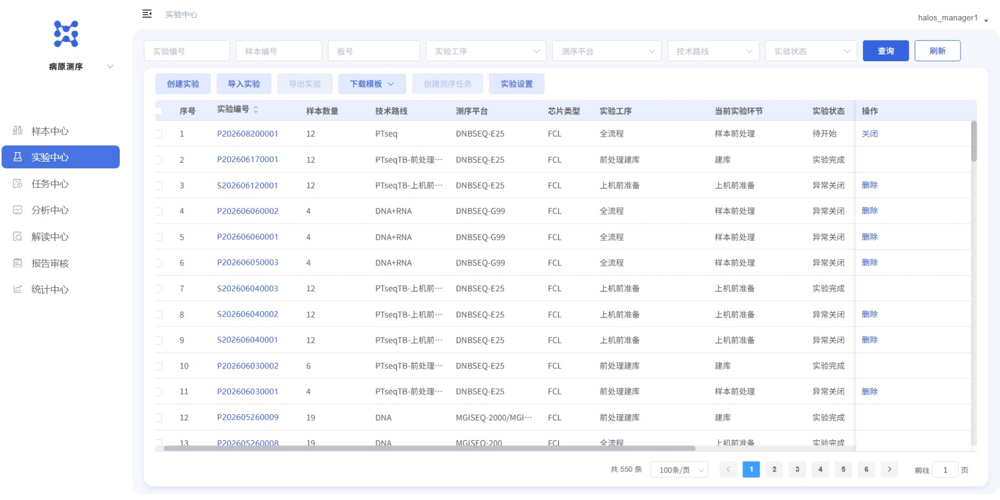 实验中心
halos_manager1
病原测序
样本中心
实验中心
任务中心
分析中心
解读中心
报告审核
统计中心
实验编号 样本编号 板号 实验工序 测序平台 技术路线 实验状态 查询 刷新
创建实验 导入实验 导出实验 下载模板 创建测序任务 实验设置
序号 实验编号 样本数量 技术路线 测序平台 芯片类型 实验工序 当前实验环节 实验状态 操作
1 P202608200001 12 PTseq DNBSEQ-E25 FCL 全流程 样本前处理 待开始 关闭
2 P202606170001 12 PTseqTB-前处理··· DNBSEQ-E25 FCL 前处理建库 建库 实验完成
3 S202606120001 12 PTseqTB-上机前··· DNBSEQ-E25 FCL 上机前准备 上机前准备 异常关闭 删除
4 P202606060002 4 DNA+RNA DNBSEQ-G99 FCL 全流程 样本前处理 异常关闭 删除
5 P202606060001 4 DNA+RNA DNBSEQ-G99 FCL 全流程 样本前处理 异常关闭 删除
6 P202606050003 4 DNA+RNA DNBSEQ-G99 FCL 全流程 样本前处理 异常关闭 删除
7 S202606040003 12 PTseqTB-上机前··· DNBSEQ-E25 FCL 上机前准备 上机前准备 实验完成
8 S202606040002 12 PTseqTB-上机前··· DNBSEQ-E25 FCL 上机前准备 上机前准备 异常关闭 删除
9 S202606040001 12 PTseqTB-上机前··· DNBSEQ-E25 FCL 上机前准备 上机前准备 异常关闭 删除
10 P202606030002 6 PTseqTB-前处理··· DNBSEQ-E25 FCL 前处理建库 建库 实验完成
11 P202606030001 4 PTseqTB-前处理··· DNBSEQ-E25 FCL 前处理建库 样本前处理 异常关闭 删除
12 P202605260009 19 DNA MGISEQ-2000/MGI··· FCL 前处理建库 建库 实验完成
13 P202605260008 19 DNA MGISEQ-200 FCL 全流程 上机前准备 实验完成
共 550 条 100条/页 1 2 3 4 5 6 前往 1 页